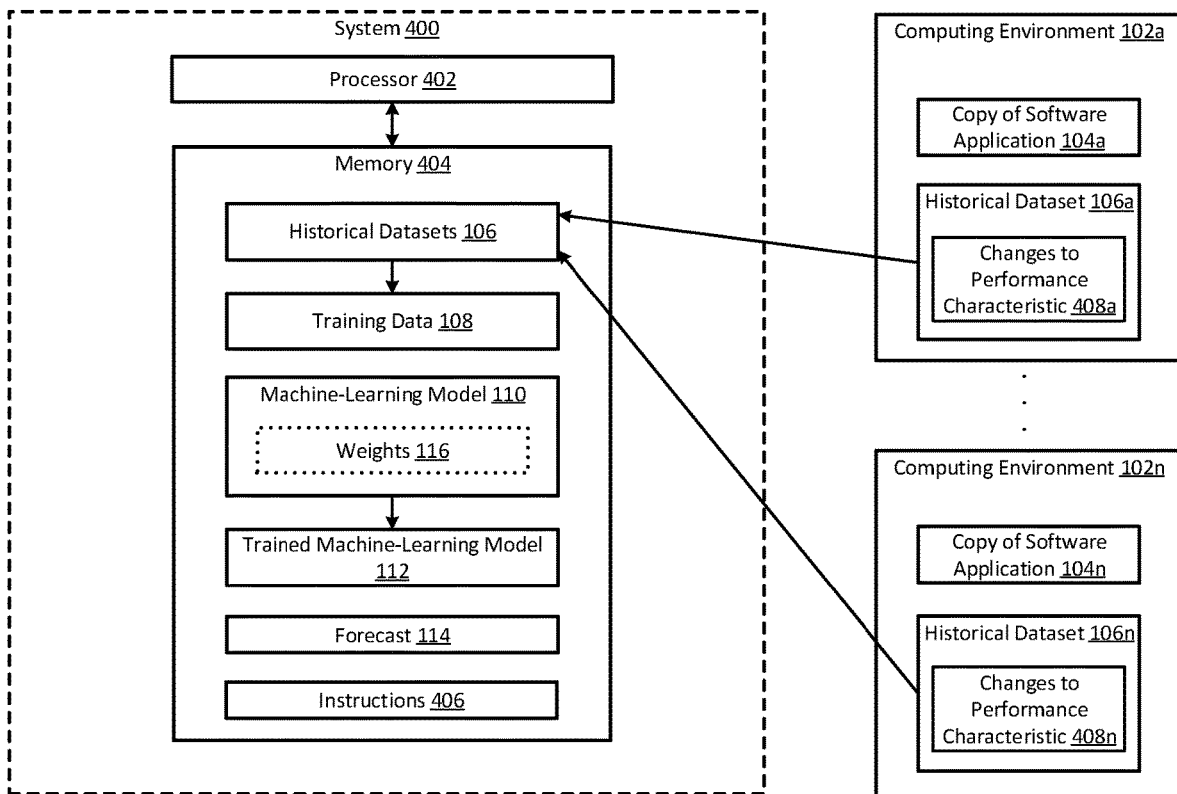 System 400
Processor 402
Memory 404
Historical Datasets 106
Training Data 108
Machine-Learning Model 110
Weights 116
Trained Machine-Learning Model
112
Forecast 114
Instructions 406
Computing Environment 102a
Copy of Software
Application 104a
Historical Dataset 106a
Changes to
Performance
Characteristic 408a
.
.
.
Computing Environment 102n
Copy of Software
Application 104n
Historical Dataset 106n
Changes to
Performance
Characteristic 408n